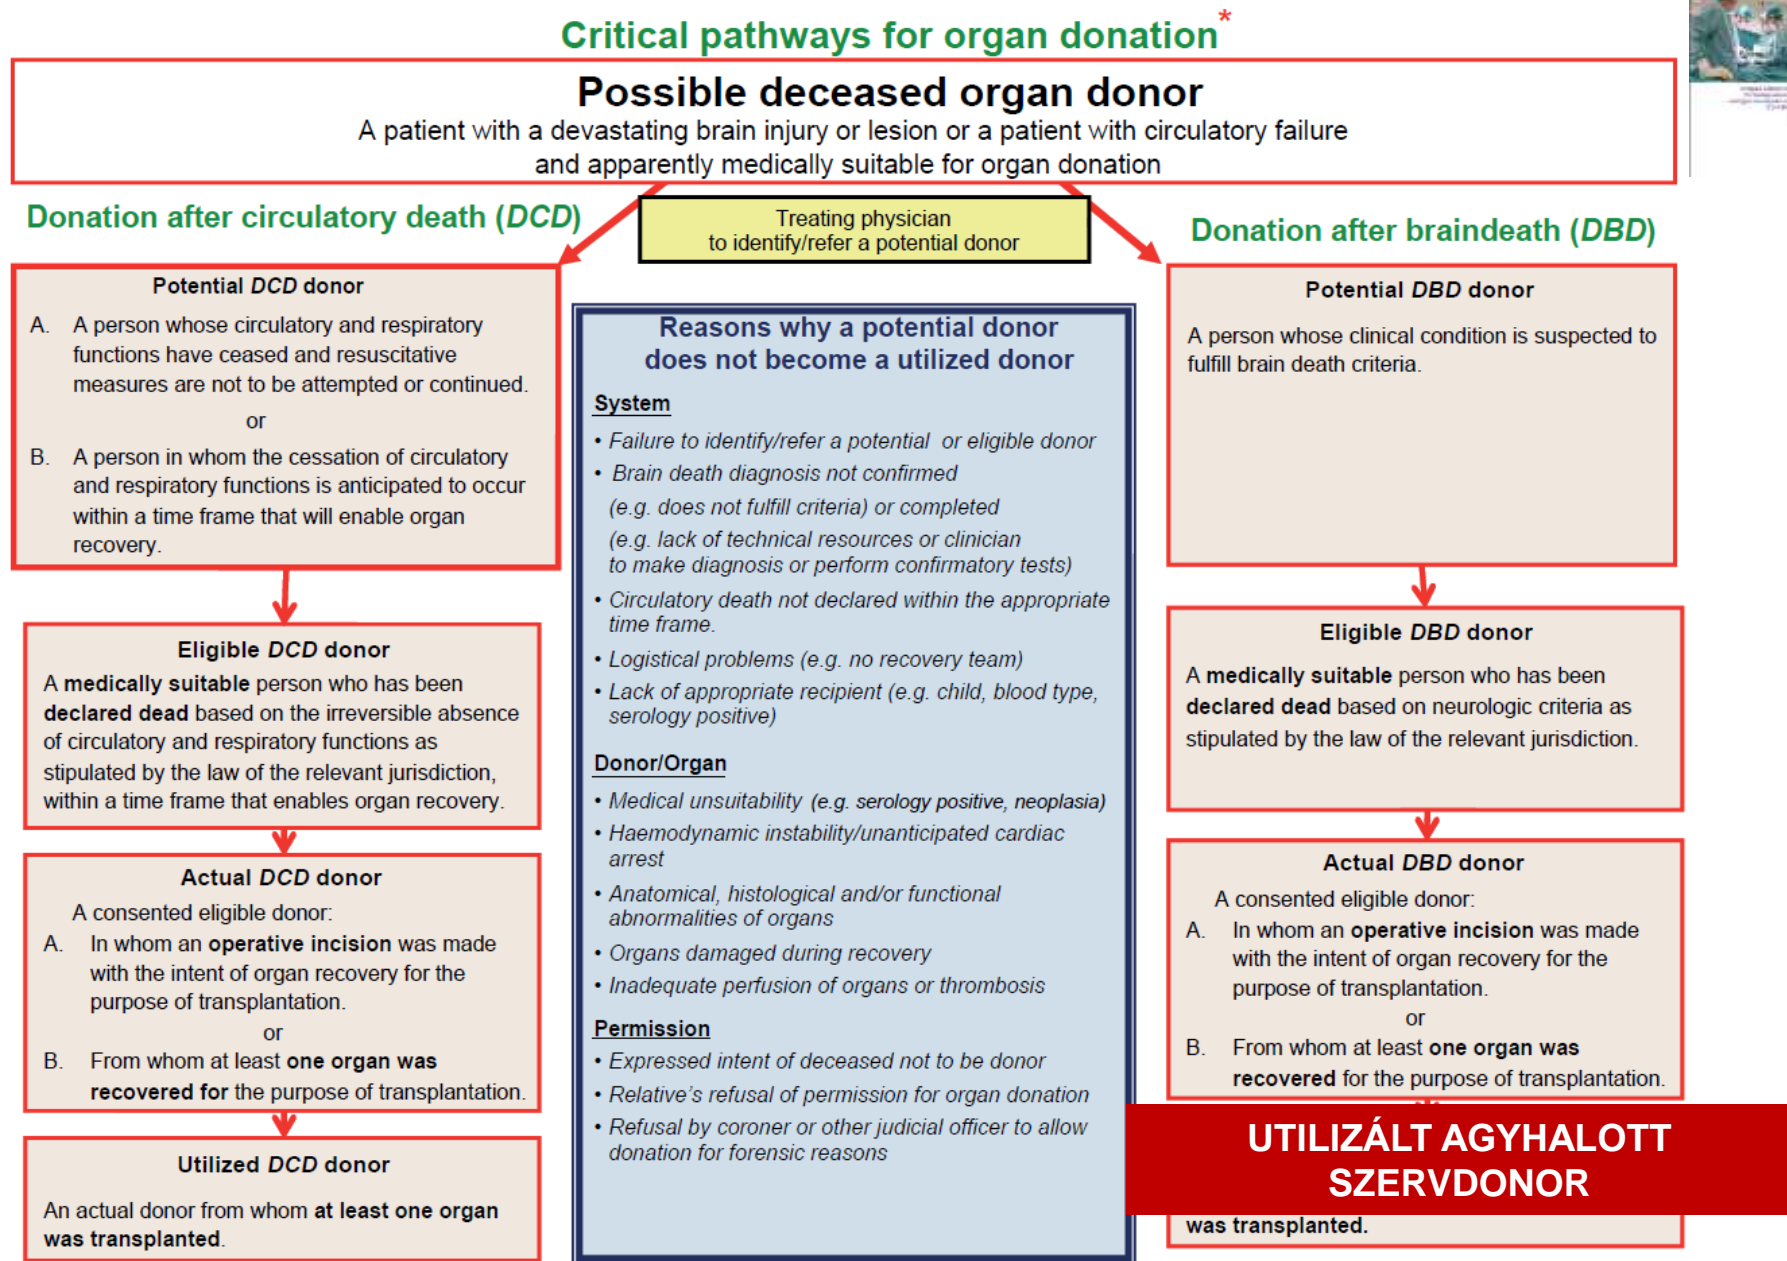 Critical pathways for organ donation*
Possible deceased organ donor
A patient with a devastating brain injury or lesion or a patient with circulatory failure
and apparently medically suitable for organ donation
Treating physician
to identify/refer a potential donor
Donation after circulatory death (DCD)
Potential DCD donor
A. A person whose circulatory and respiratory
functions have ceased and resuscitative
measures are not to be attempted or continued.
or
B. A person in whom the cessation of circulatory
and respiratory functions is anticipated to occur
within a time frame that will enable organ
recovery.
Eligible DCD donor
A medically suitable person who has been
declared dead based on the irreversible absence
of circulatory and respiratory functions as
stipulated by the law of the relevant jurisdiction,
within a time frame that enables organ recovery.
Actual DCD donor
A consented eligible donor:
A. In whom an operative incision was made
with the intent of organ recovery for the
purpose of transplantation.
or
B. From whom at least one organ was
recovered for the purpose of transplantation.
Utilized DCD donor
An actual donor from whom at least one organ
was transplanted.
Reasons why a potential donor
does not become a utilized donor
System
• Failure to identify/refer a potential or eligible donor
• Brain death diagnosis not confirmed
(e.g. does not fulfill criteria) or completed
(e.g. lack of technical resources or clinician
to make diagnosis or perform confirmatory tests)
• Circulatory death not declared within the appropriate
time frame.
• Logistical problems (e.g. no recovery team)
• Lack of appropriate recipient (e.g. child, blood type,
serology positive)
Donor/Organ
• Medical unsuitability (e.g. serology positive, neoplasia)
• Haemodynamic instability/unanticipated cardiac
arrest
• Anatomical, histological and/or functional
abnormalities of organs
• Organs damaged during recovery
• Inadequate perfusion of organs or thrombosis
Permission
• Expressed intent of deceased not to be donor
• Relative's refusal of permission for organ donation
• Refusal by coroner or other judicial officer to allow
donation for forensic reasons
Donation after braindeath (DBD)
Potential DBD donor
A person whose clinical condition is suspected to
fulfill brain death criteria.
Eligible DBD donor
A medically suitable person who has been
declared dead based on neurologic criteria as
stipulated by the law of the relevant jurisdiction.
Actual DBD donor
A consented eligible donor:
A. In whom an operative incision was made
with the intent of organ recovery for the
purpose of transplantation.
or
B. From whom at least one organ was
recovered for the purpose of transplantation.
UTILIZÁLT AGYHALOTT
SZERVDONOR
was transplanted.